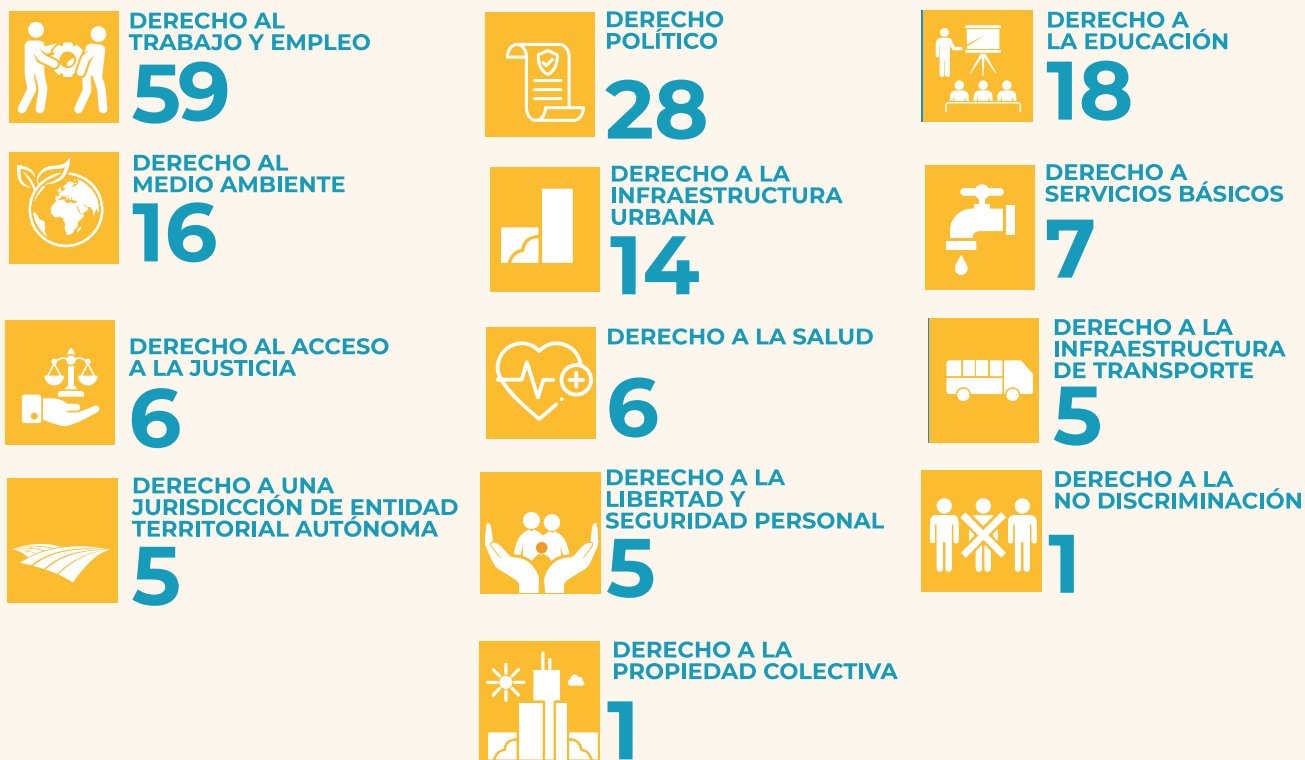 DERECHO AL
TRABAJO Y EMPLEO
59
DERECHO
POLÍTICO
28
DERECHO A
LA EDUCACIÓN
18
DERECHO AL
MEDIO AMBIENTE
16
DERECHO A LA
INFRAESTRUCTURA
URBANA
14
DERECHO A
SERVICIOS BÁSICOS
7
DERECHO AL ACCESO
A LA JUSTICIA
6
DERECHO A LA SALUD
6
DERECHO A LA
INFRAESTRUCTURA
DE TRANSPORTE
5
DERECHO A UNA
JURISDICCIÓN DE ENTIDAD
TERRITORIAL AUTÓNOMA
5
DERECHO A LA
LIBERTAD Y
SEGURIDAD PERSONAL
5
DERECHO A LA
NO DISCRIMINACIÓN
1
DERECHO A LA
PROPIEDAD COLECTIVA
1